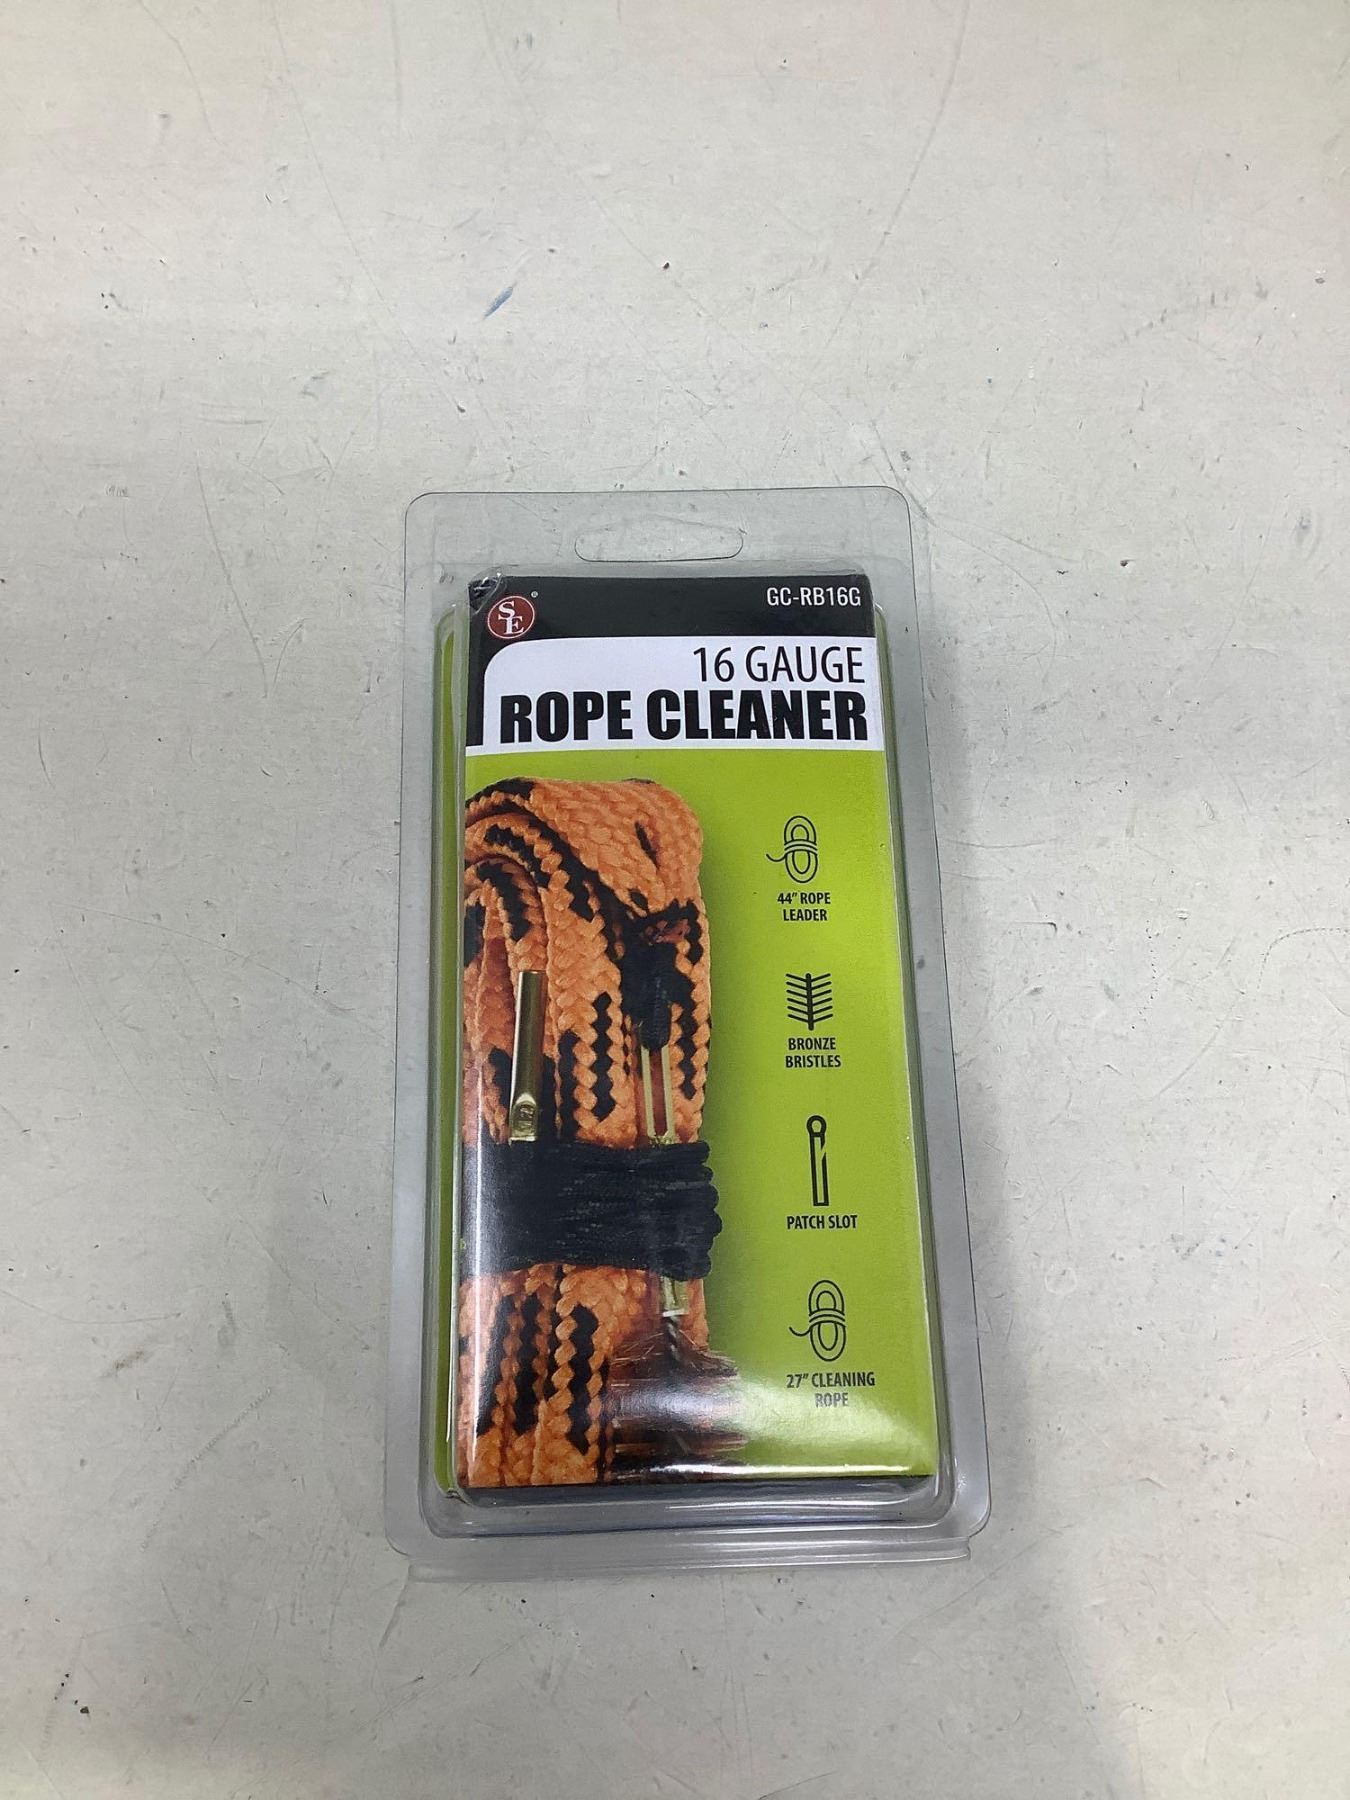 SE®
GC-RB16G
16 GAUGE
ROPE CLEANER
44" ROPE
LEADER
BRONZE
BRISTLES
PATCH SLOT
27" CLEANING
ROPE